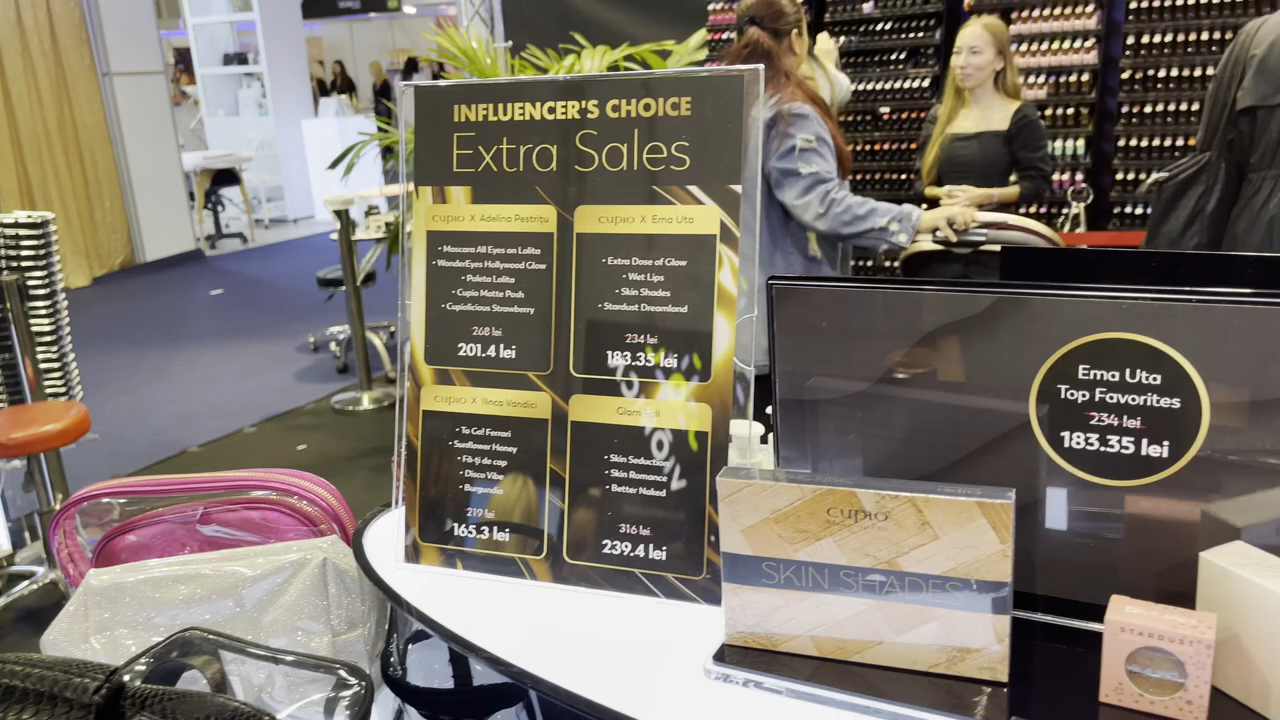 INFLUENCER'S CHOICE
Extra Sales
cupio X Adelina Pestrițu
• Mascara All Eyes on Lolita
• WonderEyes Hollywood Glow
• Paleta Lolita
• Cupio Matte Posh
• Cupiolicious Strawberry
268 lei
201.4 lei
cupio X Ema Uta
• Extra Dose of Glow
• Wet Lips
• Skin Shades
• Stardust Dreamland
234 lei
183.35 lei
cupio X Ilinca Vandici
• To Go! Ferrari
• Sunflower Honey
• Fă-ți de cap
• Disco Vibe
• Burgundia
219 lei
165.3 lei
Glam Fall
• Skin Seduction
• Skin Romance
• Better Naked
316 lei
239.4 lei
Ema Uta
Top Favorites
234 lei
183.35 lei
cupio
SKIN SHADES
STARDUST